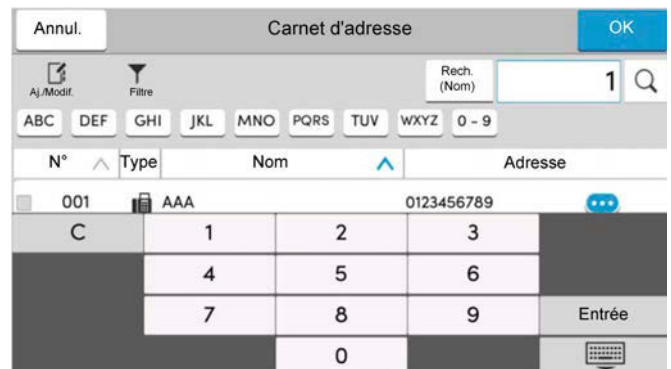 Annul. Carnet d'adresse OK
Aj./Modif. Filtre Rech. (Nom) 1
ABC DEF GHI JKL MNO PQRS TUV WXYZ 0 - 9
N° Type Nom Adresse
001 AAA 0123456789
C 1 2 3
4 5 6
7 8 9 Entrée
0